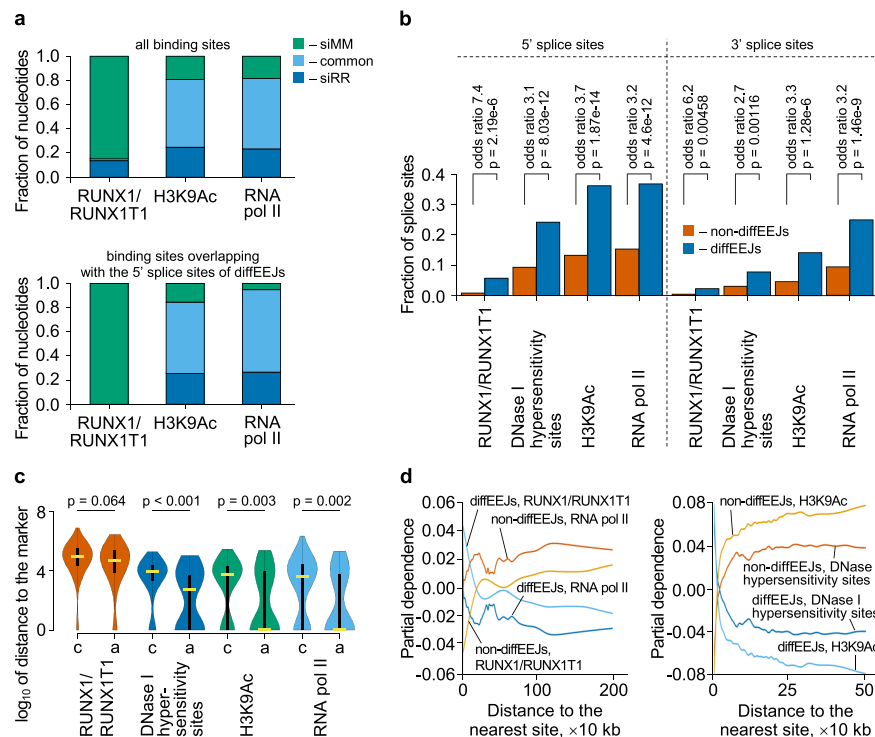 a
all binding sites
– siMM
– common
– siRR
Fraction of nucleotides
1.0
0.8
0.6
0.4
0.2
0
RUNX1/
RUNX1T1
H3K9Ac
RNA
pol II
binding sites overlapping
with the 5' splice sites of diffEEJs
Fraction of nucleotides
1.0
0.8
0.6
0.4
0.2
0.0
RUNX1/
RUNX1T1
H3K9Ac
RNA
pol II
b
5' splice sites
3' splice sites
odds ratio 7.4
p = 2.19e-6
odds ratio 3.1
p = 8.03e-12
odds ratio 3.7
p = 1.87e-14
odds ratio 3.2
p = 4.6e-12
odds ratio 6.2
p = 0.00458
odds ratio 2.7
p = 0.00116
odds ratio 3.3
p = 1.28e-6
odds ratio 3.2
p = 1.46e-9
Fraction of splice sites
0.4
0.3
0.2
0.1
0.0
– non-diffEEJs
– diffEEJs
RUNX1/RUNX1T1
DNase I
hypersensitivity
sites
H3K9Ac
RNA pol II
RUNX1/RUNX1T1
DNase I
hypersensitivity
sites
H3K9Ac
RNA pol II
c
p = 0.064
p < 0.001
p = 0.003
p = 0.002
log10 of distance to the marker
8
4
0
c a c a c a c a
RUNX1/
RUNX1T1
DNase I
hyper-
sensitivity
sites
H3K9Ac
RNA pol II
d
Partial dependence
0.06
0.04
0.02
0.00
-0.02
-0.04
-0.06
diffEEJs, RUNX1/RUNX1T1
non-diffEEJs, RNA pol II
diffEEJs, RNA pol II
non-diffEEJs,
RUNX1/RUNX1T1
0 100 200
Distance to the
nearest site, ×10 kb
Partial dependence
0.08
0.04
0.00
-0.04
-0.08
non-diffEEJs, H3K9Ac
non-diffEEJs, DNase I
hypersensitivity sites
diffEEJs, DNase I
hypersensitivity sites
diffEEJs, H3K9Ac
0 25 50
Distance to the
nearest site, ×10 kb